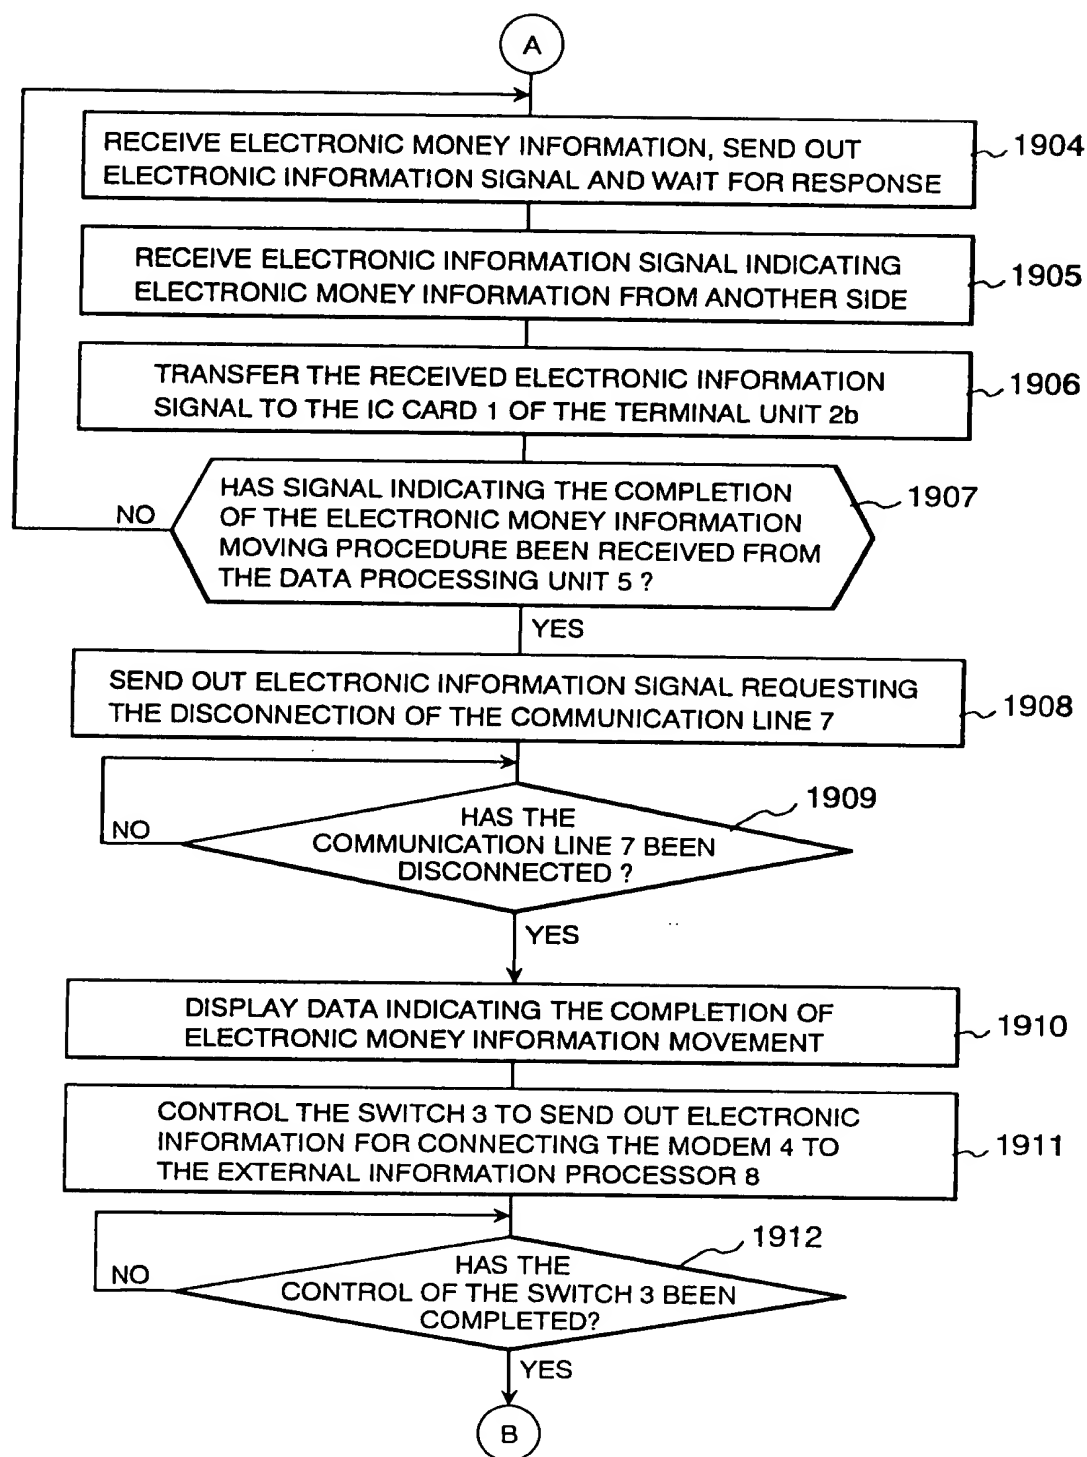 A
RECEIVE ELECTRONIC MONEY INFORMATION, SEND OUT
ELECTRONIC INFORMATION SIGNAL AND WAIT FOR RESPONSE
1904
RECEIVE ELECTRONIC INFORMATION SIGNAL INDICATING
ELECTRONIC MONEY INFORMATION FROM ANOTHER SIDE
1905
TRANSFER THE RECEIVED ELECTRONIC INFORMATION
SIGNAL TO THE IC CARD 1 OF THE TERMINAL UNIT 2b
1906
HAS SIGNAL INDICATING THE COMPLETION
OF THE ELECTRONIC MONEY INFORMATION
MOVING PROCEDURE BEEN RECEIVED FROM
THE DATA PROCESSING UNIT 5 ?
1907
NO
YES
SEND OUT ELECTRONIC INFORMATION SIGNAL REQUESTING
THE DISCONNECTION OF THE COMMUNICATION LINE 7
1908
HAS THE
COMMUNICATION LINE 7 BEEN
DISCONNECTED ?
1909
NO
YES
DISPLAY DATA INDICATING THE COMPLETION OF
ELECTRONIC MONEY INFORMATION MOVEMENT
1910
CONTROL THE SWITCH 3 TO SEND OUT ELECTRONIC
INFORMATION FOR CONNECTING THE MODEM 4 TO
THE EXTERNAL INFORMATION PROCESSOR 8
1911
HAS THE
CONTROL OF THE SWITCH 3 BEEN
COMPLETED?
1912
NO
YES
B